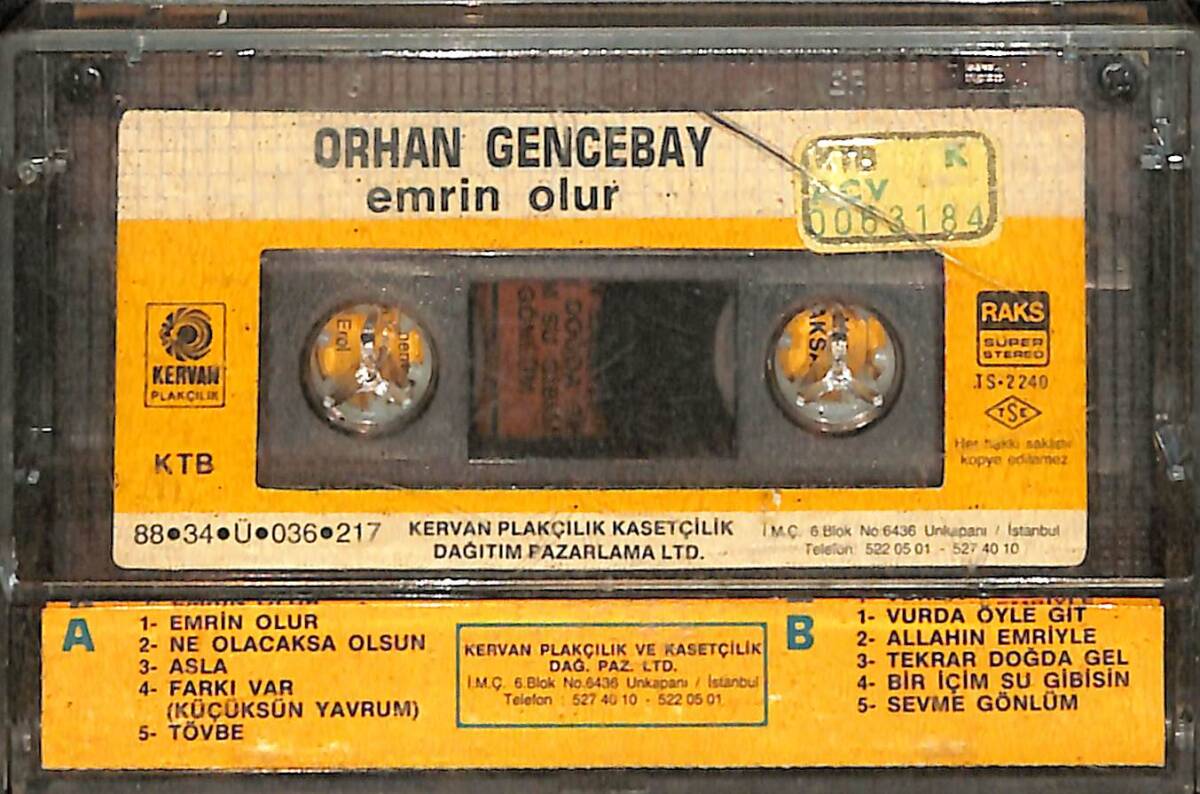 ORHAN GENCEBAY
emrin olur
KTB K
0063184
KERVAN
PLAKÇILIK
KTB
RAKS
SÜPER
STEREO
TS•2240
TSE
Her hakkı saklıdır
kopye edilemez
88•34•Ü•036•217
KERVAN PLAKÇILIK KASETÇİLİK
DAĞITIM PAZARLAMA LTD.
İ.M.Ç. 6.Blok No:6436 Unkapanı / İstanbul
Telefon: 522 05 01 - 527 40 10
A
1- EMRİN OLUR
2- NE OLACAKSA OLSUN
3- ASLA
4- FARKI VAR
(KÜÇÜKSÜN YAVRUM)
5- TÖVBE
KERVAN PLAKÇILIK VE KASETÇİLİK
DAĞ. PAZ. LTD.
İ.M.Ç. 6.Blok No.6436 Unkapanı / İstanbul
Telefon : 527 40 10 - 522 05 01
B
1- VURDA ÖYLE GİT
2- ALLAHIN EMRİYLE
3- TEKRAR DOĞDA GEL
4- BİR İÇİM SU GİBİSİN
5- SEVME GÖNLÜM